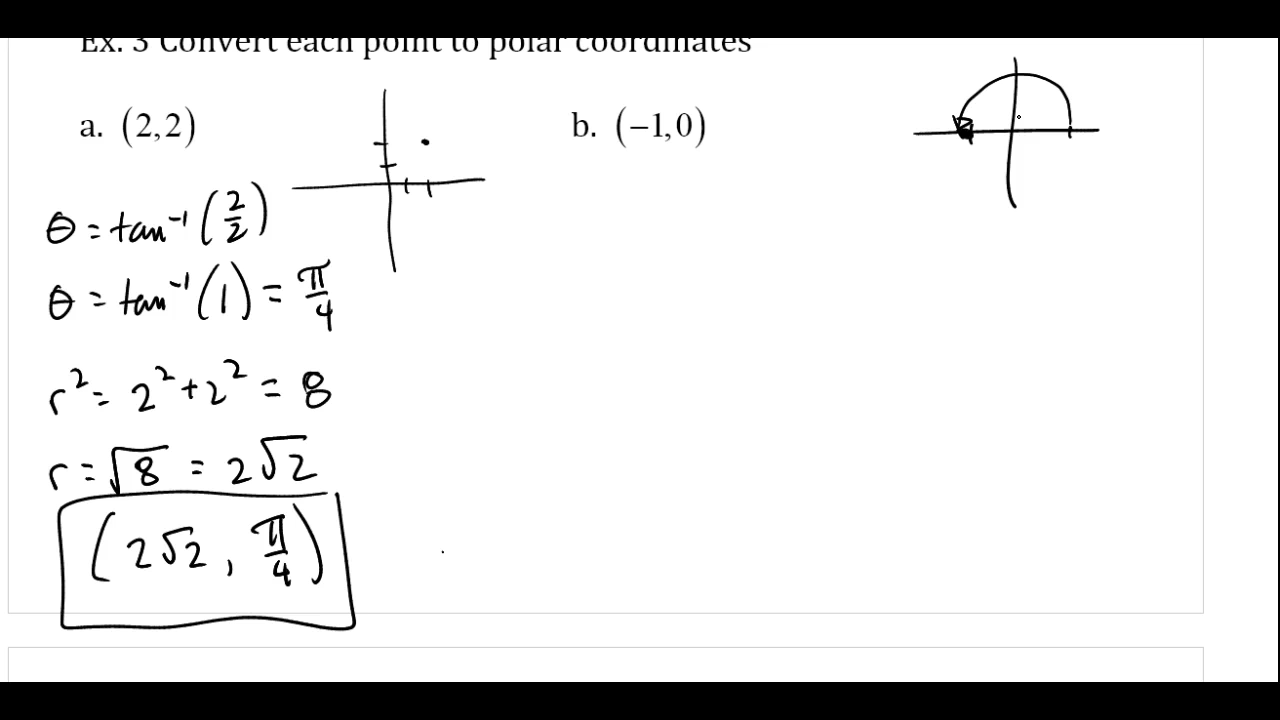 Ex. 3 Convert each point to polar coordinates
a. (2,2)
b. (−1,0)
θ = tan⁻¹(2/2)
θ = tan⁻¹(1) = π/4
r² = 2² + 2² = 8
r = √8 = 2√2
(2√2, π/4)